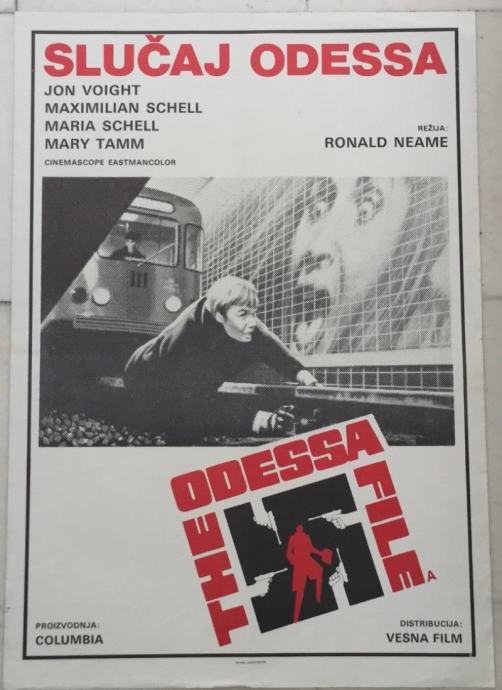 SLUČAJ ODESSA
JON VOIGHT
MAXIMILIAN SCHELL
MARIA SCHELL
MARY TAMM
CINEMASCOPE EASTMANCOLOR
REŽIJA:
RONALD NEAME
111
THE
ODESSA
FILE
A
PROIZVODNJA:
COLUMBIA
DISTRIBUCIJA:
VESNA FILM